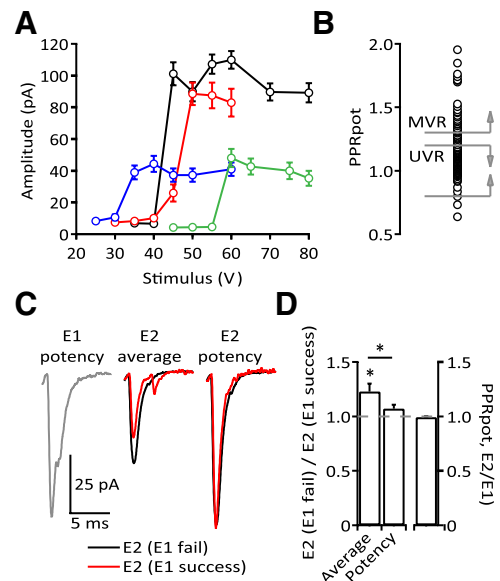 A
B
120
100
80
60
40
20
0
Amplitude (pA)
20
30
40
50
60
70
80
Stimulus (V)
2.0
1.5
1.0
0.5
PPRpot
MVR
UVR
C
D
E1
potency
E2
average
E2
potency
25 pA
5 ms
E2 (E1 fail)
E2 (E1 success)
E2 (E1 fail) / E2 (E1 success)
1.5
1.0
0.5
0
*
*
Average
Potency
1.5
1.0
0.5
0
PPRpot, E2/E1)